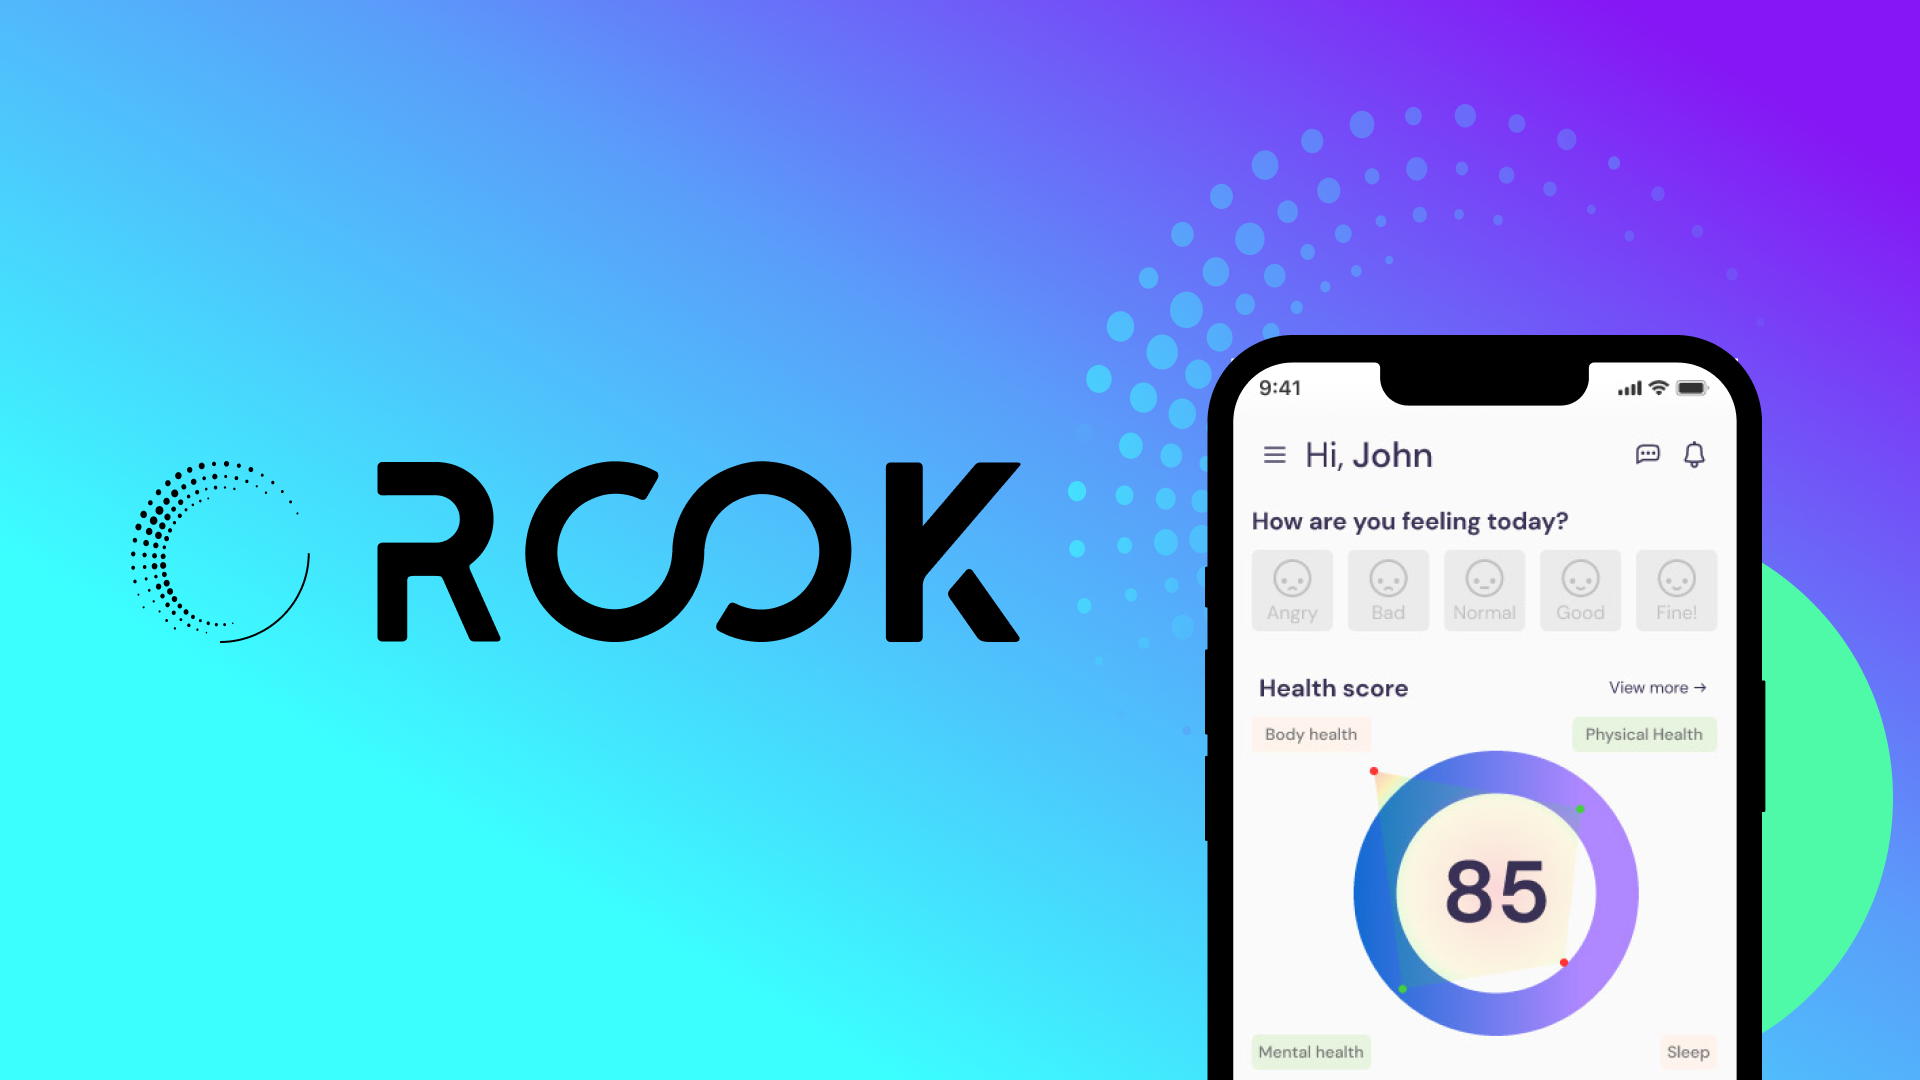 ROOK
9:41
Hi, John
How are you feeling today?
Angry Bad Normal Good Fine!
Health score View more →
Body health Physical Health
85
Mental health Sleep